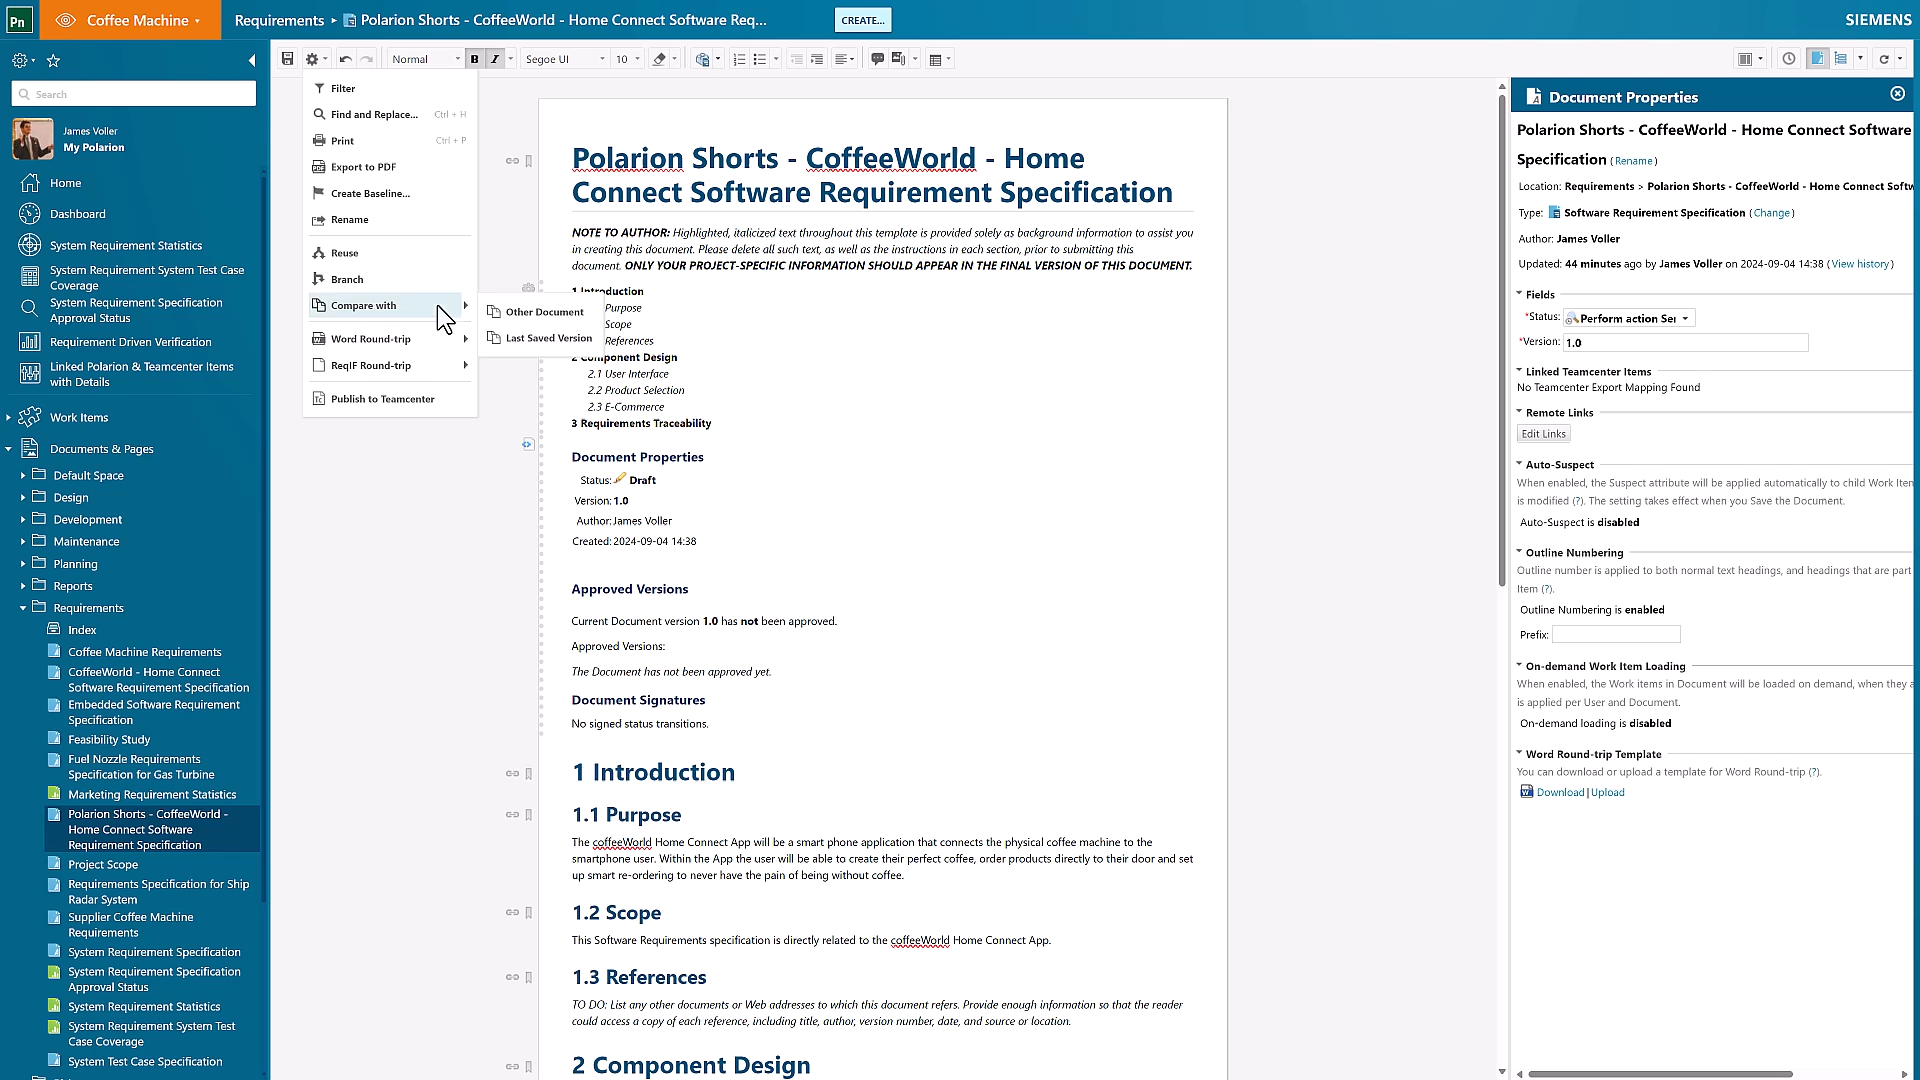 Pn
Coffee Machine
Requirements ▸ Polarion Shorts - CoffeeWorld - Home Connect Software Req...
CREATE...
SIEMENS
Normal
B I
Segoe UI
10
Search
James Voller
My Polarion
Home
Dashboard
System Requirement Statistics
System Requirement System Test Case
Coverage
System Requirement Specification
Approval Status
Requirement Driven Verification
Linked Polarion & Teamcenter Items
with Details
Work Items
Documents & Pages
Default Space
Design
Development
Maintenance
Planning
Reports
Requirements
Index
Coffee Machine Requirements
CoffeeWorld - Home Connect
Software Requirement Specification
Embedded Software Requirement
Specification
Feasibility Study
Fuel Nozzle Requirements
Specification for Gas Turbine
Marketing Requirement Statistics
Polarion Shorts - CoffeeWorld -
Home Connect Software
Requirement Specification
Project Scope
Requirements Specification for Ship
Radar System
Supplier Coffee Machine
Requirements
System Requirement Specification
System Requirement Specification
Approval Status
System Requirement Statistics
System Requirement System Test
Case Coverage
System Test Case Specification
Filter
Find and Replace... Ctrl + H
Print Ctrl + P
Export to PDF
Create Baseline...
Rename
Reuse
Branch
Compare with
Word Round-trip
ReqIF Round-trip
Publish to Teamcenter
Other Document
Last Saved Version
Polarion Shorts - CoffeeWorld - Home
Connect Software Requirement Specification
NOTE TO AUTHOR: Highlighted, italicized text throughout this template is provided solely as background information to assist you
in creating this document. Please delete all such text, as well as the instructions in each section, prior to submitting this
document. ONLY YOUR PROJECT-SPECIFIC INFORMATION SHOULD APPEAR IN THE FINAL VERSION OF THIS DOCUMENT.
1 Introduction
Purpose
Scope
References
2 Component Design
2.1 User Interface
2.2 Product Selection
2.3 E-Commerce
3 Requirements Traceability
Document Properties
Status: Draft
Version: 1.0
Author: James Voller
Created: 2024-09-04 14:38
Approved Versions
Current Document version 1.0 has not been approved.
Approved Versions:
The Document has not been approved yet.
Document Signatures
No signed status transitions.
1 Introduction
1.1 Purpose
The coffeeWorld Home Connect App will be a smart phone application that connects the physical coffee machine to the
smartphone user. Within the App the user will be able to create their perfect coffee, order products directly to their door and set
up smart re-ordering to never have the pain of being without coffee.
1.2 Scope
This Software Requirements specification is directly related to the coffeeWorld Home Connect App.
1.3 References
TO DO: List any other documents or Web addresses to which this document refers. Provide enough information so that the reader
could access a copy of each reference, including title, author, version number, date, and source or location.
2 Component Design
Document Properties
Polarion Shorts - CoffeeWorld - Home Connect Software
Specification (Rename)
Location: Requirements > Polarion Shorts - CoffeeWorld - Home Connect Softw
Type: Software Requirement Specification (Change)
Author: James Voller
Updated: 44 minutes ago by James Voller on 2024-09-04 14:38 (View history)
Fields
*Status: Perform action Ser
*Version: 1.0
Linked Teamcenter Items
No Teamcenter Export Mapping Found
Remote Links
Edit Links
Auto-Suspect
When enabled, the Suspect attribute will be applied automatically to child Work Iten
is modified (?). The setting takes effect when you Save the Document.
Auto-Suspect is disabled
Outline Numbering
Outline number is applied to both normal text headings, and headings that are part
Item (?).
Outline Numbering is enabled
Prefix:
On-demand Work Item Loading
When enabled, the Work items in Document will be loaded on demand, when they a
is applied per User and Document.
On-demand loading is disabled
Word Round-trip Template
You can download or upload a template for Word Round-trip (?).
Download|Upload